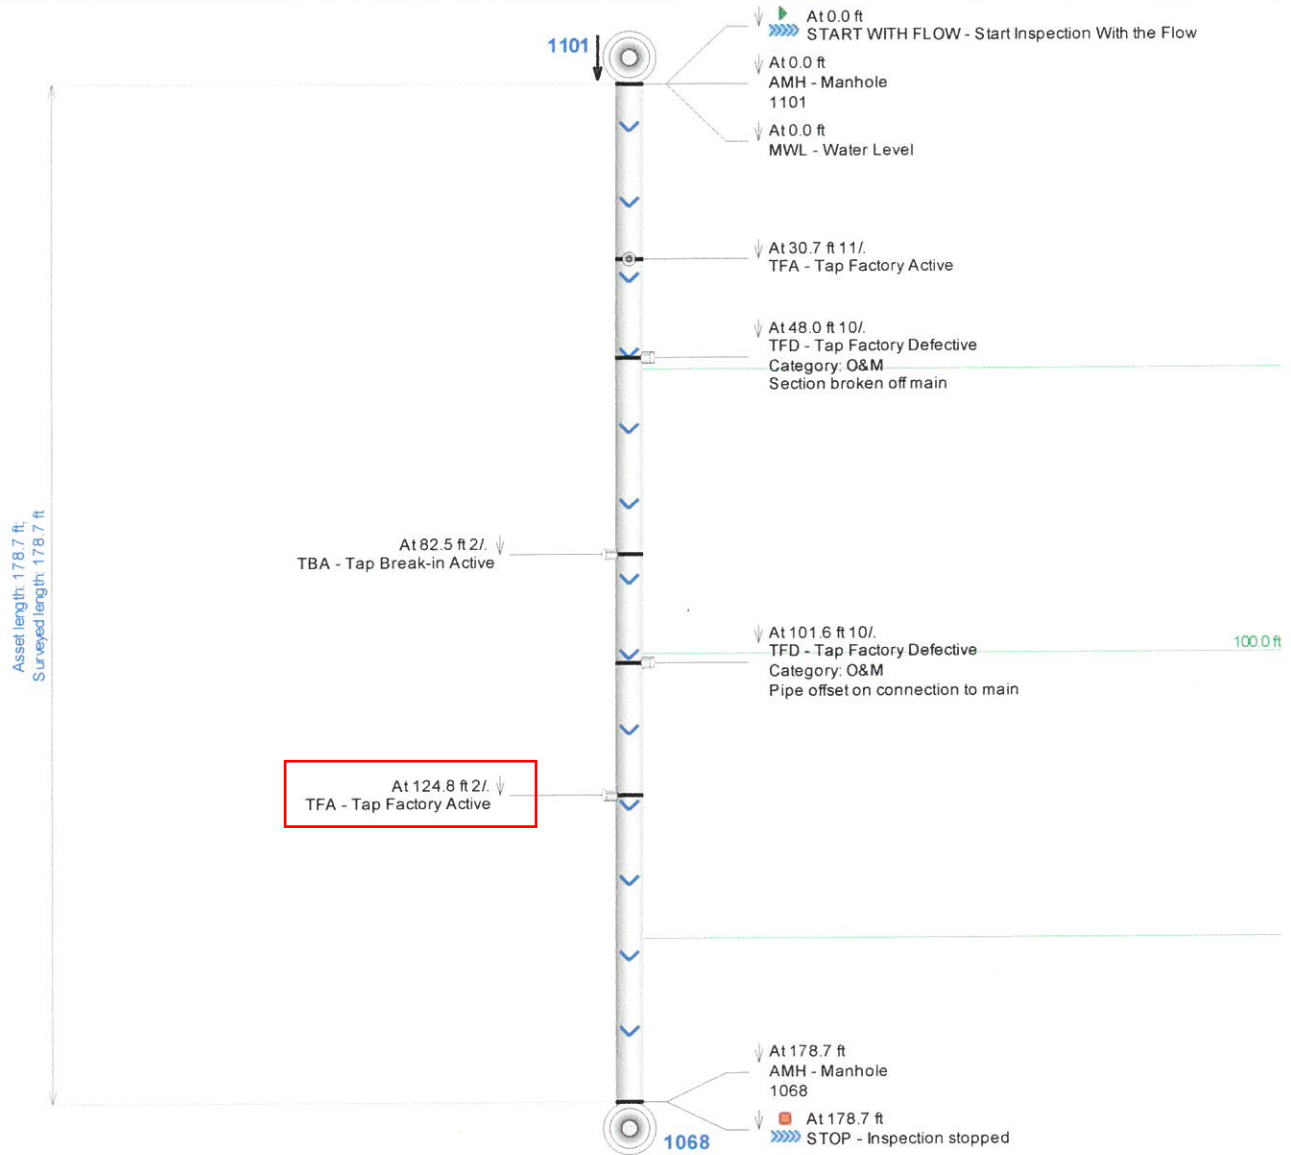 At 0.0 ft
START WITH FLOW - Start Inspection With the Flow
1101
At 0.0 ft
AMH - Manhole
1101
At 0.0 ft
MWL - Water Level
At 30.7 ft 11/.
TFA - Tap Factory Active
At 48.0 ft 10/.
TFD - Tap Factory Defective
Category: O&M
Section broken off main
Asset length: 178.7 ft;
Surveyed length: 178.7 ft
At 82.5 ft 2/.
TBA - Tap Break-in Active
At 101.6 ft 10/.
TFD - Tap Factory Defective
Category: O&M
Pipe offset on connection to main
100.0 ft
At 124.8 ft 2/.
TFA - Tap Factory Active
At 178.7 ft
AMH - Manhole
1068
At 178.7 ft
STOP - Inspection stopped
1068